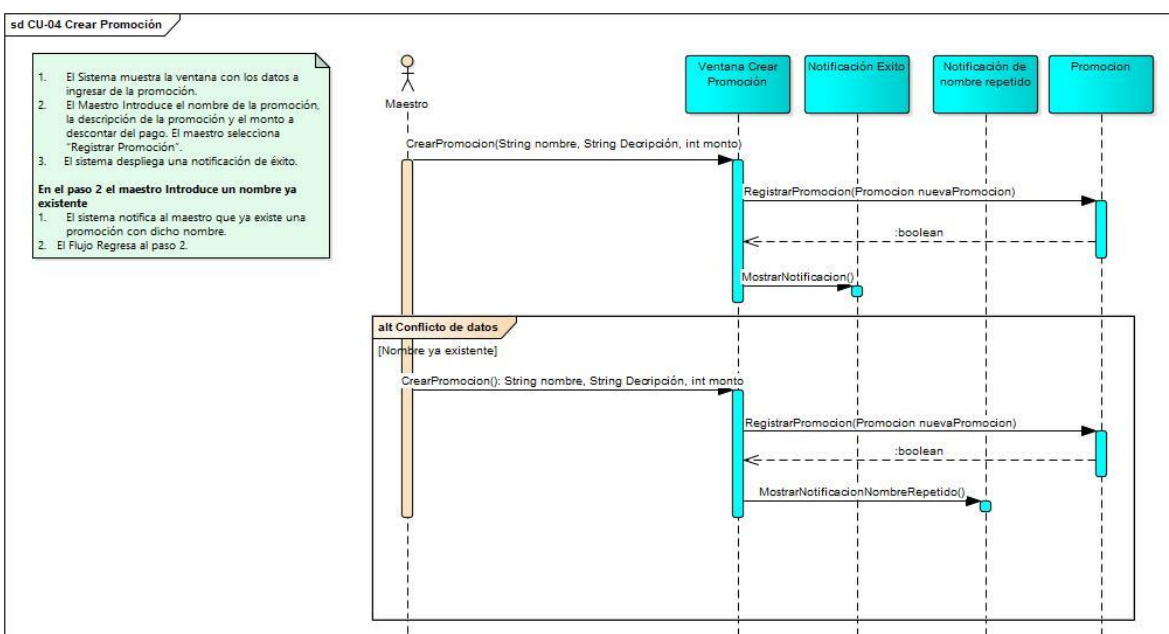 sd CU-04 Crear Promoción
1. El Sistema muestra la ventana con los datos a
ingresar de la promoción.
2. El Maestro Introduce el nombre de la promoción,
la descripción de la promoción y el monto a
descontar del pago. El maestro selecciona
"Registrar Promoción".
3. El sistema despliega una notificación de éxito.
En el paso 2 el maestro Introduce un nombre ya
existente
1. El sistema notifica al maestro que ya existe una
promoción con dicho nombre.
2. El Flujo Regresa al paso 2.
Maestro
Ventana Crear
Promoción
Notificación Exito
Notificación de
nombre repetido
Promocion
CrearPromocion(String nombre, String Decripción, int monto)
RegistrarPromocion(Promocion nuevaPromocion)
:boolean
MostrarNotificacion()
alt Conflicto de datos
[Nombre ya existente]
CrearPromocion(): String nombre, String Decripción, int monto
RegistrarPromocion(Promocion nuevaPromocion)
:boolean
MostrarNotificacionNombreRepetido()